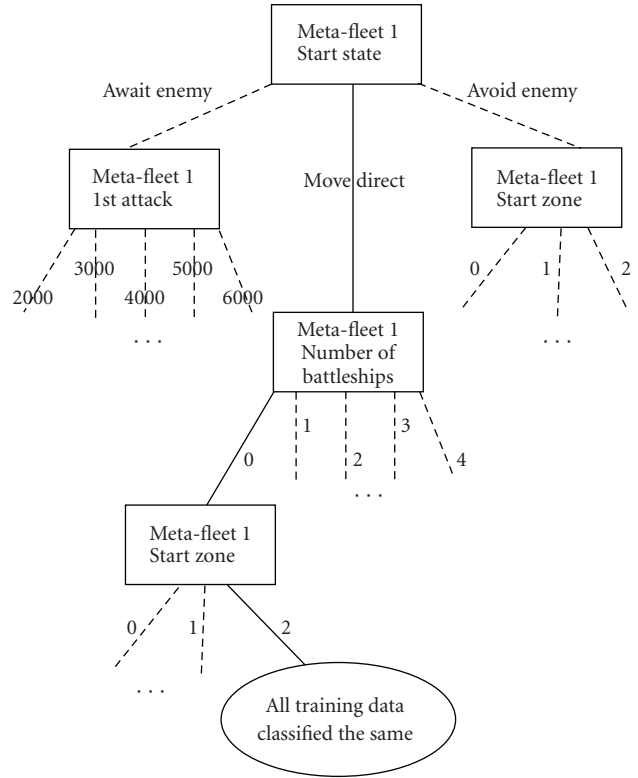 Meta-fleet 1
Start state
Await enemy
Avoid enemy
Meta-fleet 1
1st attack
Move direct
Meta-fleet 1
Start zone
2000
3000
4000
5000
6000
. . .
0
1
2
. . .
Meta-fleet 1
Number of
battleships
0
1
2
3
4
. . .
Meta-fleet 1
Start zone
0
1
2
. . .
All training data
classified the same